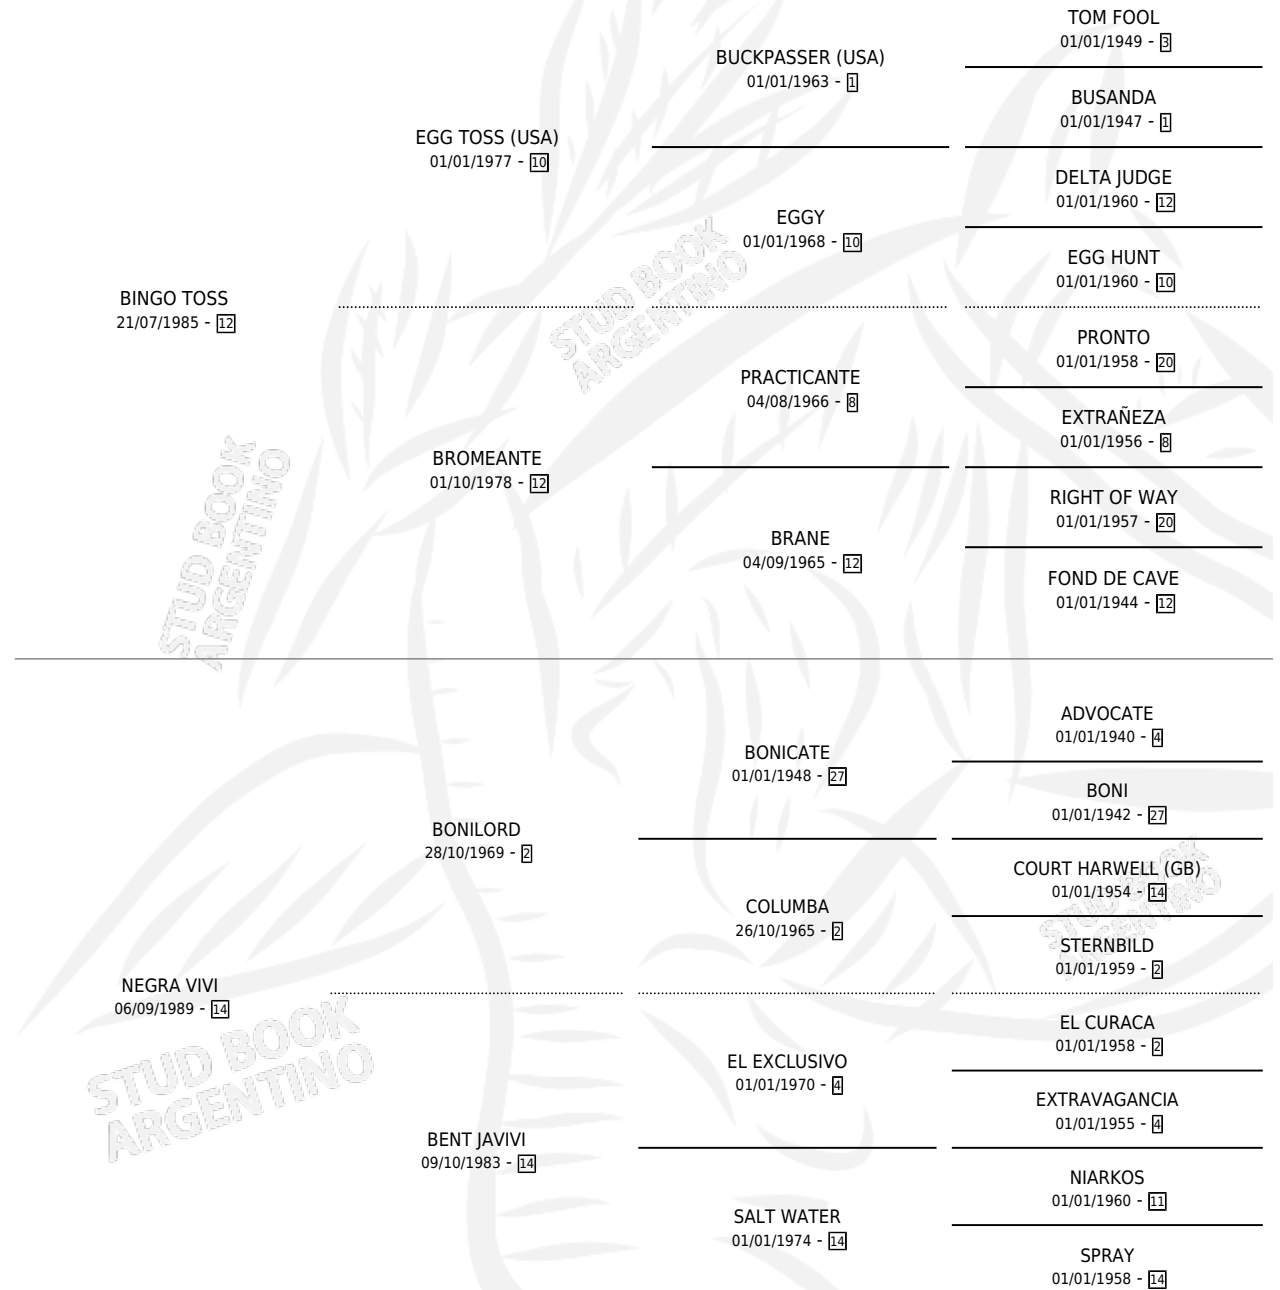 TOM FOOL
01/01/1949 - 3
BUCKPASSER (USA)
01/01/1963 - 1
BUSANDA
01/01/1947 - 1
EGG TOSS (USA)
01/01/1977 - 10
DELTA JUDGE
01/01/1960 - 12
EGGY
01/01/1968 - 10
EGG HUNT
01/01/1960 - 10
BINGO TOSS
21/07/1985 - 12
PRONTO
01/01/1958 - 20
PRACTICANTE
04/08/1966 - 8
EXTRAÑEZA
01/01/1956 - 8
BROMEANTE
01/10/1978 - 12
RIGHT OF WAY
01/01/1957 - 20
BRANE
04/09/1965 - 12
FOND DE CAVE
01/01/1944 - 12
STUD BOOK
ARGENTINO
STUD BOOK
ARGENTINO
ADVOCATE
01/01/1940 - 4
BONICATE
01/01/1948 - 27
BONI
01/01/1942 - 27
BONILORD
28/10/1969 - 2
COURT HARWELL (GB)
01/01/1954 - 14
COLUMBA
26/10/1965 - 2
STERNBILD
01/01/1959 - 2
NEGRA VIVI
06/09/1989 - 14
EL CURACA
01/01/1958 - 2
EL EXCLUSIVO
01/01/1970 - 4
EXTRAVAGANCIA
01/01/1955 - 4
BENT JAVIVI
09/10/1983 - 14
NIARKOS
01/01/1960 - 11
SALT WATER
01/01/1974 - 14
SPRAY
01/01/1958 - 14
STUD BOOK
ARGENTINO
STUD BOOK
ARGENTINO